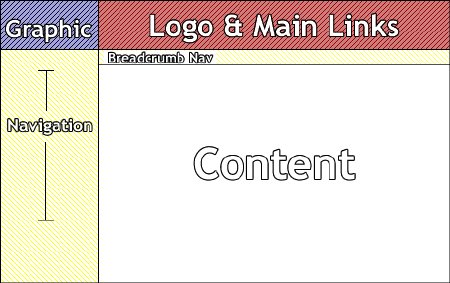 Graphic
Logo & Main Links
Breadcrumb Nav
Navigation
Content